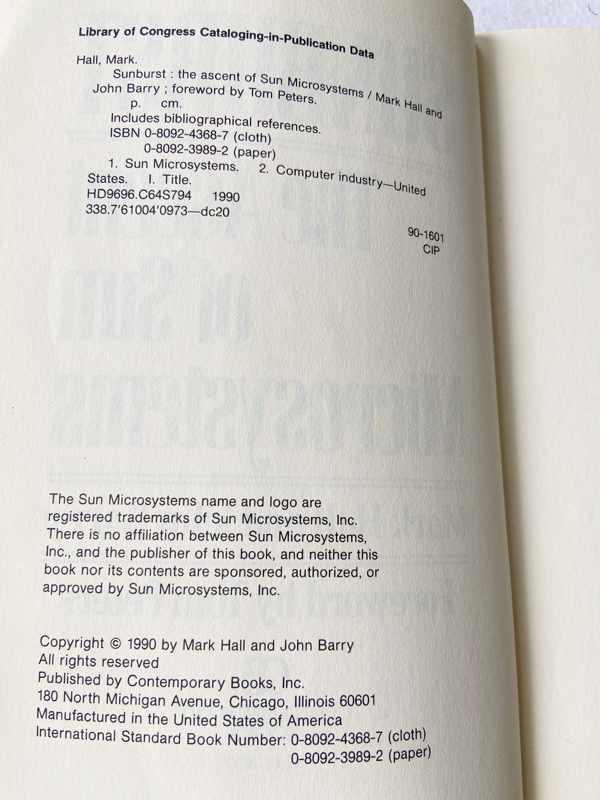 Library of Congress Cataloging-in-Publication Data
Hall, Mark.
Sunburst : the ascent of Sun Microsystems / Mark Hall and
John Barry ; foreword by Tom Peters.
p. cm.
Includes bibliographical references.
ISBN 0-8092-4368-7 (cloth)
0-8092-3989-2 (paper)
1. Sun Microsystems. 2. Computer industry—United
States. I. Title.
HD9696.C64S794 1990
338.7'61004'0973—dc20
90-1601
CIP
The Sun Microsystems name and logo are
registered trademarks of Sun Microsystems, Inc.
There is no affiliation between Sun Microsystems,
Inc., and the publisher of this book, and neither this
book nor its contents are sponsored, authorized, or
approved by Sun Microsystems, Inc.
Copyright © 1990 by Mark Hall and John Barry
All rights reserved
Published by Contemporary Books, Inc.
180 North Michigan Avenue, Chicago, Illinois 60601
Manufactured in the United States of America
International Standard Book Number: 0-8092-4368-7 (cloth)
0-8092-3989-2 (paper)